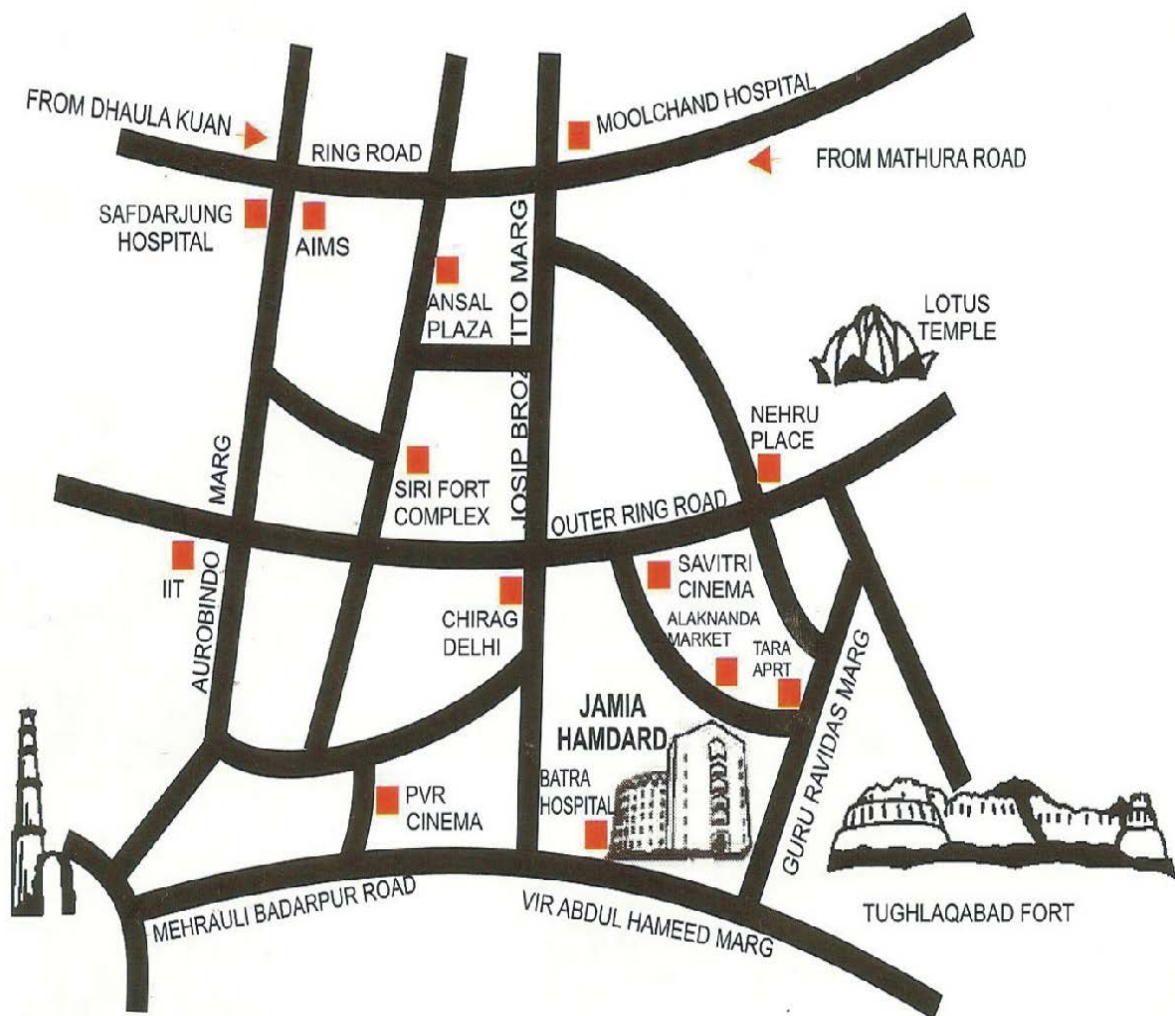 FROM DHAULA KUAN
RING ROAD
MOOLCHAND HOSPITAL
FROM MATHURA ROAD
SAFDARJUNG
HOSPITAL
AIMS
ANSAL
PLAZA
JOSIP BROZ TITO MARG
LOTUS
TEMPLE
NEHRU
PLACE
SIRI FORT
COMPLEX
OUTER RING ROAD
IIT
AUROBINDO MARG
CHIRAG
DELHI
SAVITRI
CINEMA
ALAKNANDA
MARKET
TARA
APRT
JAMIA
HAMDARD
BATRA
HOSPITAL
PVR
CINEMA
GURU RAVIDAS MARG
MEHRAULI BADARPUR ROAD
VIR ABDUL HAMEED MARG
TUGHLAQABAD FORT